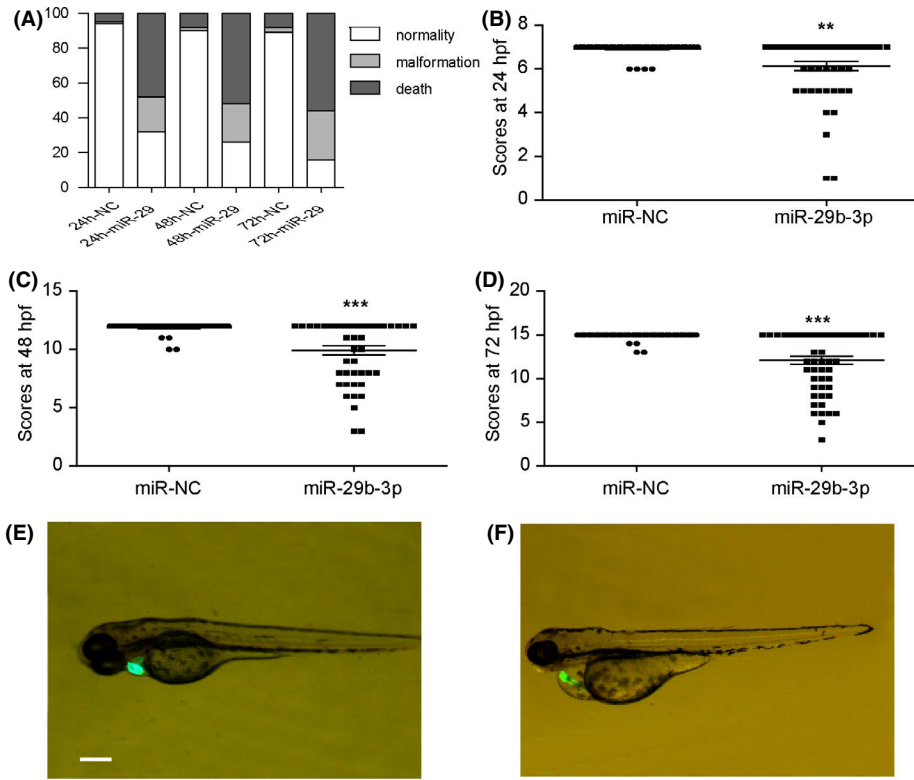 (A)
100
80
60
40
20
0
24h-NC
24h-miR-29
48h-NC
48h-miR-29
72h-NC
72h-miR-29
normality
malformation
death
(B)
Scores at 24 hpf
8
6
4
2
0
**
miR-NC
miR-29b-3p
(C)
Scores at 48 hpf
15
10
5
0
***
miR-NC
miR-29b-3p
(D)
Scores at 72 hpf
20
15
10
5
0
***
miR-NC
miR-29b-3p
(E)
(F)